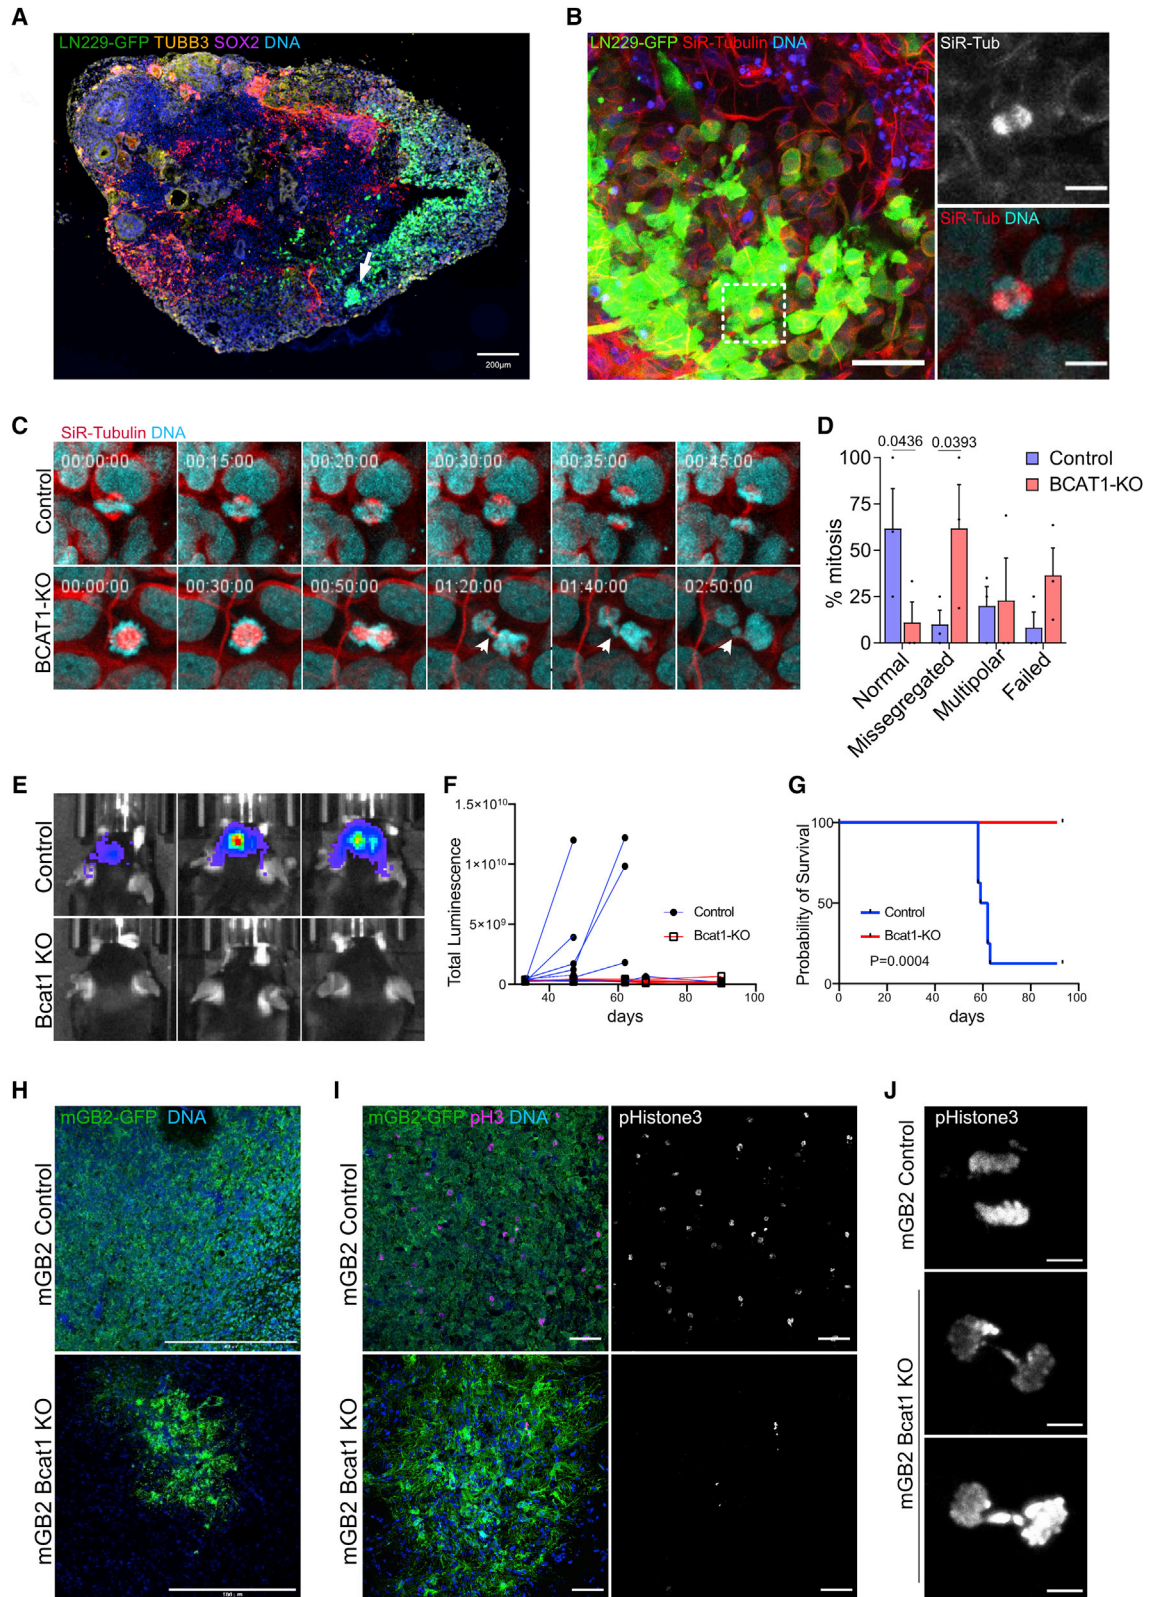 A
LN229-GFP TUBB3 SOX2 DNA
200µm
B
LN229-GFP SiR-Tubulin DNA
SiR-Tub
SiR-Tub DNA
C
SiR-Tubulin DNA
Control
00:00:00
00:15:00
00:20:00
00:30:00
00:35:00
00:45:00
BCAT1-KO
00:00:00
00:30:00
00:50:00
01:20:00
01:40:00
02:50:00
D
0.0436
0.0393
Control
BCAT1-KO
% mitosis
100
75
50
25
0
Normal
Missegregated
Multipolar
Failed
E
Control
Bcat1 KO
F
Total Luminescence
1.5×10¹⁰
1×10¹⁰
5×10⁹
0
Control
Bcat1-KO
40
60
80
100
days
G
Probability of Survival
100
50
0
Control
Bcat1-KO
P=0.0004
0
20
40
60
80
100
days
H
mGB2-GFP DNA
mGB2 Control
mGB2 Bcat1 KO
I
mGB2-GFP pH3 DNA
pHistone3
mGB2 Control
mGB2 Bcat1 KO
J
pHistone3
mGB2 Control
mGB2 Bcat1 KO